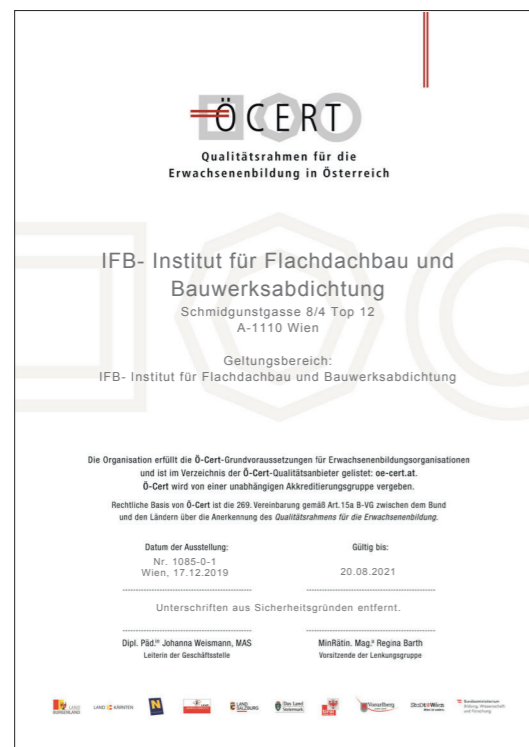 ÖCERT
Qualitätsrahmen für die
Erwachsenenbildung in Österreich
IFB- Institut für Flachdachbau und
Bauwerksabdichtung
Schmidgunstgasse 8/4 Top 12
A-1110 Wien
Geltungsbereich:
IFB- Institut für Flachdachbau und Bauwerksabdichtung
Die Organisation erfüllt die Ö-Cert-Grundvoraussetzungen für Erwachsenenbildungsorganisationen
und ist im Verzeichnis der Ö-Cert-Qualitätsanbieter gelistet: oe-cert.at.
Ö-Cert wird von einer unabhängigen Akkreditierungsgruppe vergeben.
Rechtliche Basis von Ö-Cert ist die 269. Vereinbarung gemäß Art.15a B-VG zwischen dem Bund
und den Ländern über die Anerkennung des Qualitätsrahmens für die Erwachsenenbildung.
Datum der Ausstellung: Gültig bis:
Nr. 1085-0-1
Wien, 17.12.2019 20.08.2021
Unterschriften aus Sicherheitsgründen entfernt.
Dipl. Päd.in Johanna Weismann, MAS MinRätin. Mag.a Regina Barth
Leiterin der Geschäftsstelle Vorsitzende der Lenkungsgruppe
LAND BURGENLAND LAND KÄRNTEN N LAND SALZBURG Das Land Steiermark Vorarlberg StaDt Wien Bundesministerium Bildung, Wissenschaft und Forschung